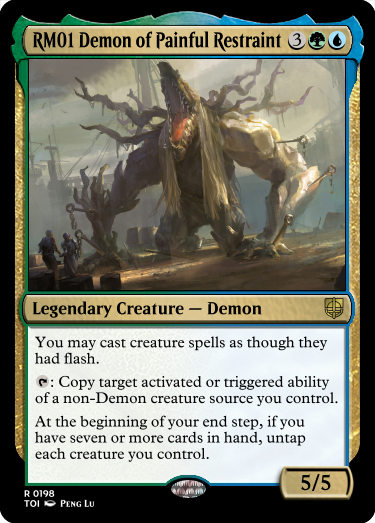 RM01 Demon of Painful Restraint 3
Legendary Creature — Demon
You may cast creature spells as though they
had flash.
: Copy target activated or triggered ability
of a non-Demon creature source you control.
At the beginning of your end step, if you
have seven or more cards in hand, untap
each creature you control.
5/5
R 0198
TOI Peng Lu